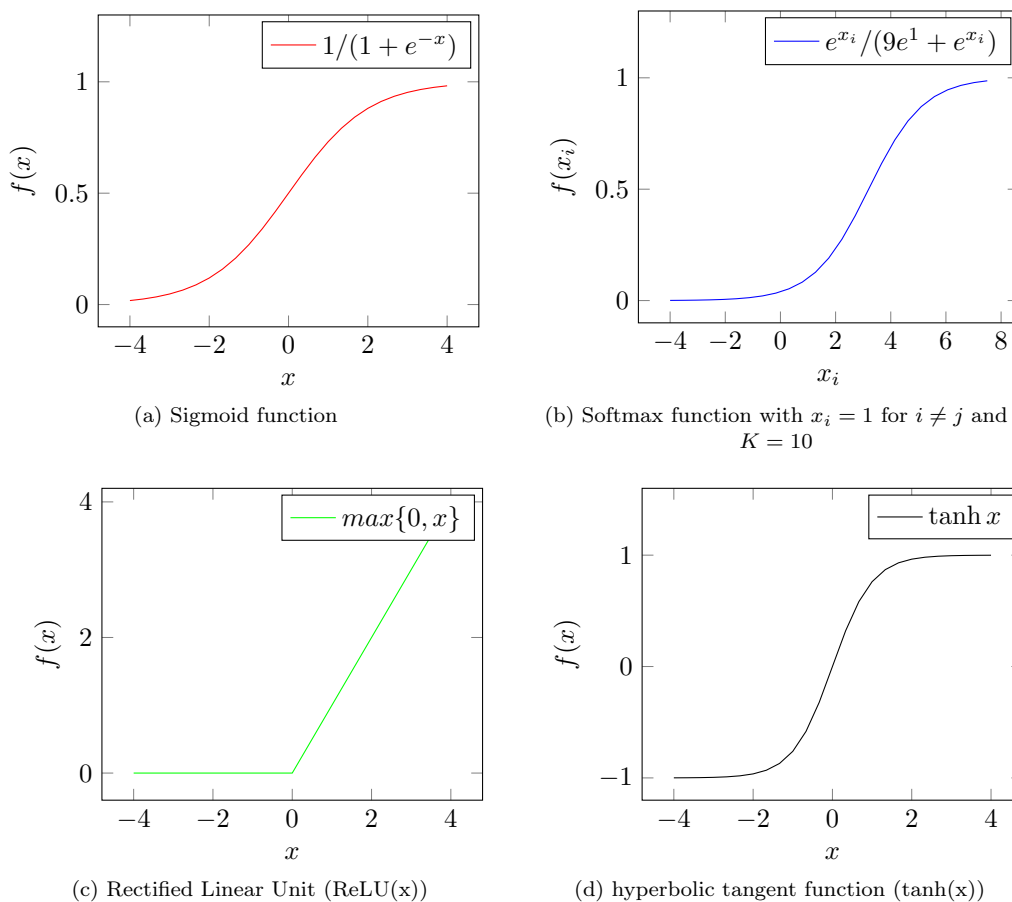 1/(1 + e^{-x})
f(x)
1
0.5
0
−4 −2 0 2 4
x
(a) Sigmoid function
e^{x_i}/(9e^1 + e^{x_i})
f(x_i)
1
0.5
0
−4 −2 0 2 4 6 8
x_i
(b) Softmax function with x_i = 1 for i ≠ j and
K = 10
max{0, x}
f(x)
4
2
0
−4 −2 0 2 4
x
(c) Rectified Linear Unit (ReLU(x))
tanh x
f(x)
1
0
−1
−4 −2 0 2 4
x
(d) hyperbolic tangent function (tanh(x))